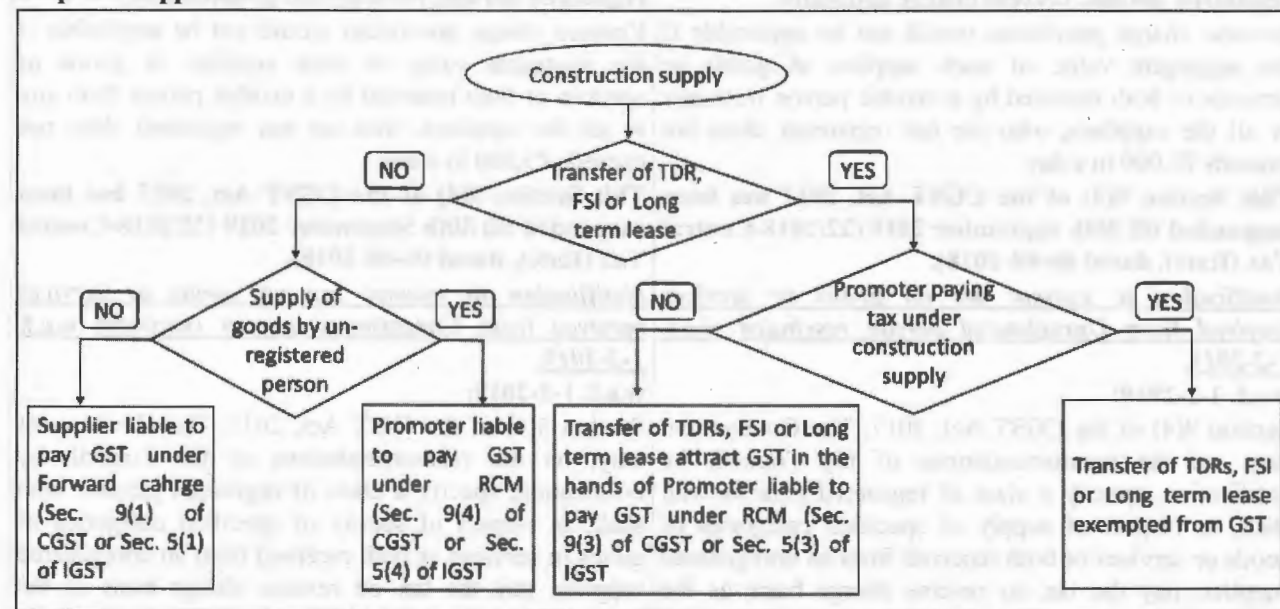 Construction supply
NO
Transfer of TDR,
FSI or Long
term lease
YES
NO
Supply of
goods by un-
registered
person
YES
NO
Promoter paying
tax under
construction
supply
YES
Supplier liable to
pay GST under
Forward cahrge
(Sec. 9(1) of
CGST or Sec. 5(1)
of IGST
Promoter liable
to pay GST
under RCM
(Sec. 9(4) of
CGST or Sec.
5(4) of IGST
Transfer of TDRs, FSI on Long
term lease attract GST in the
hands of Promoter liable to
pay GST under RCM (Sec.
9(3) of CGST or Sec. 5(3) of
IGST
Transfer of TDRs, FSI
or Long term lease
exempted from GST